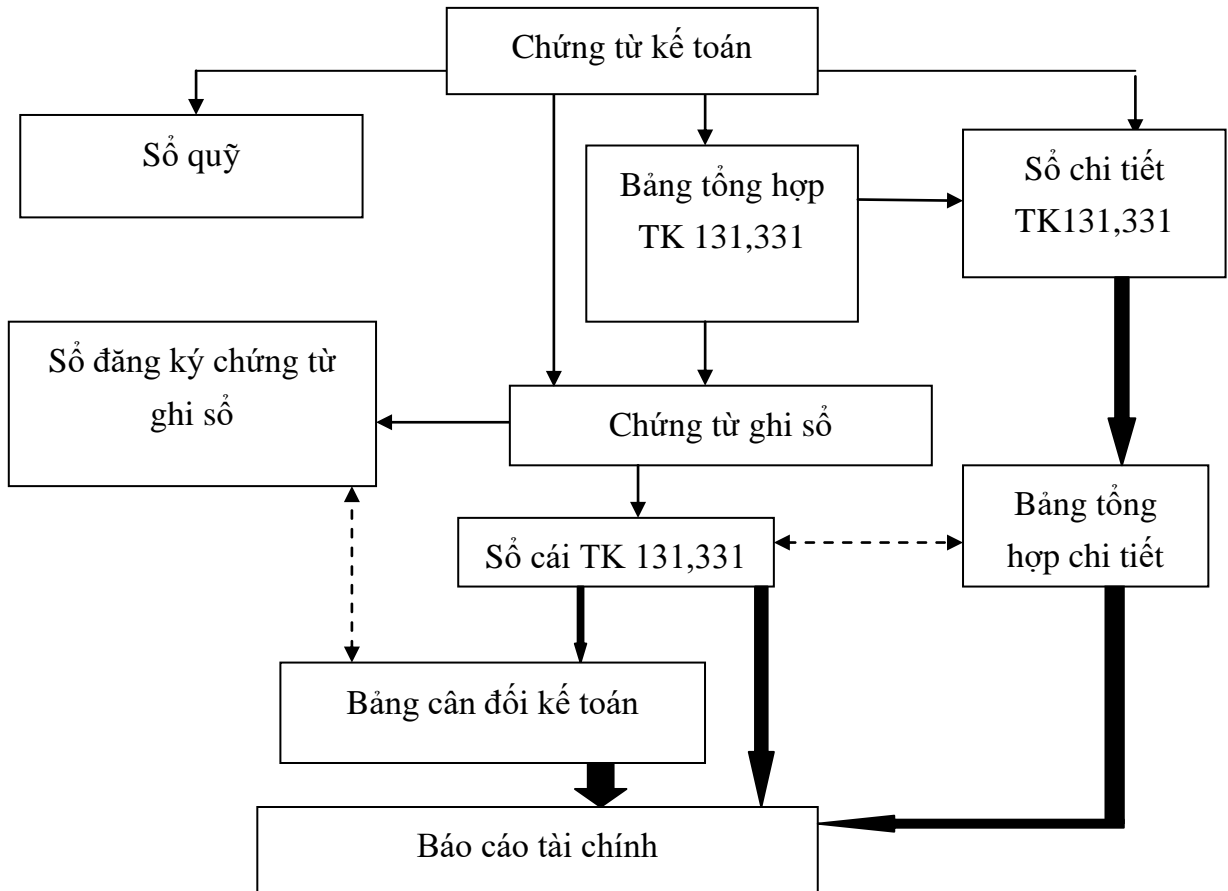 Chứng từ kế toán
Sổ quỹ
Bảng tổng hợp
TK 131,331
Sổ chi tiết
TK131,331
Sổ đăng ký chứng từ
ghi sổ
Chứng từ ghi sổ
Sổ cái TK 131,331
Bảng tổng
hợp chi tiết
Bảng cân đối kế toán
Báo cáo tài chính